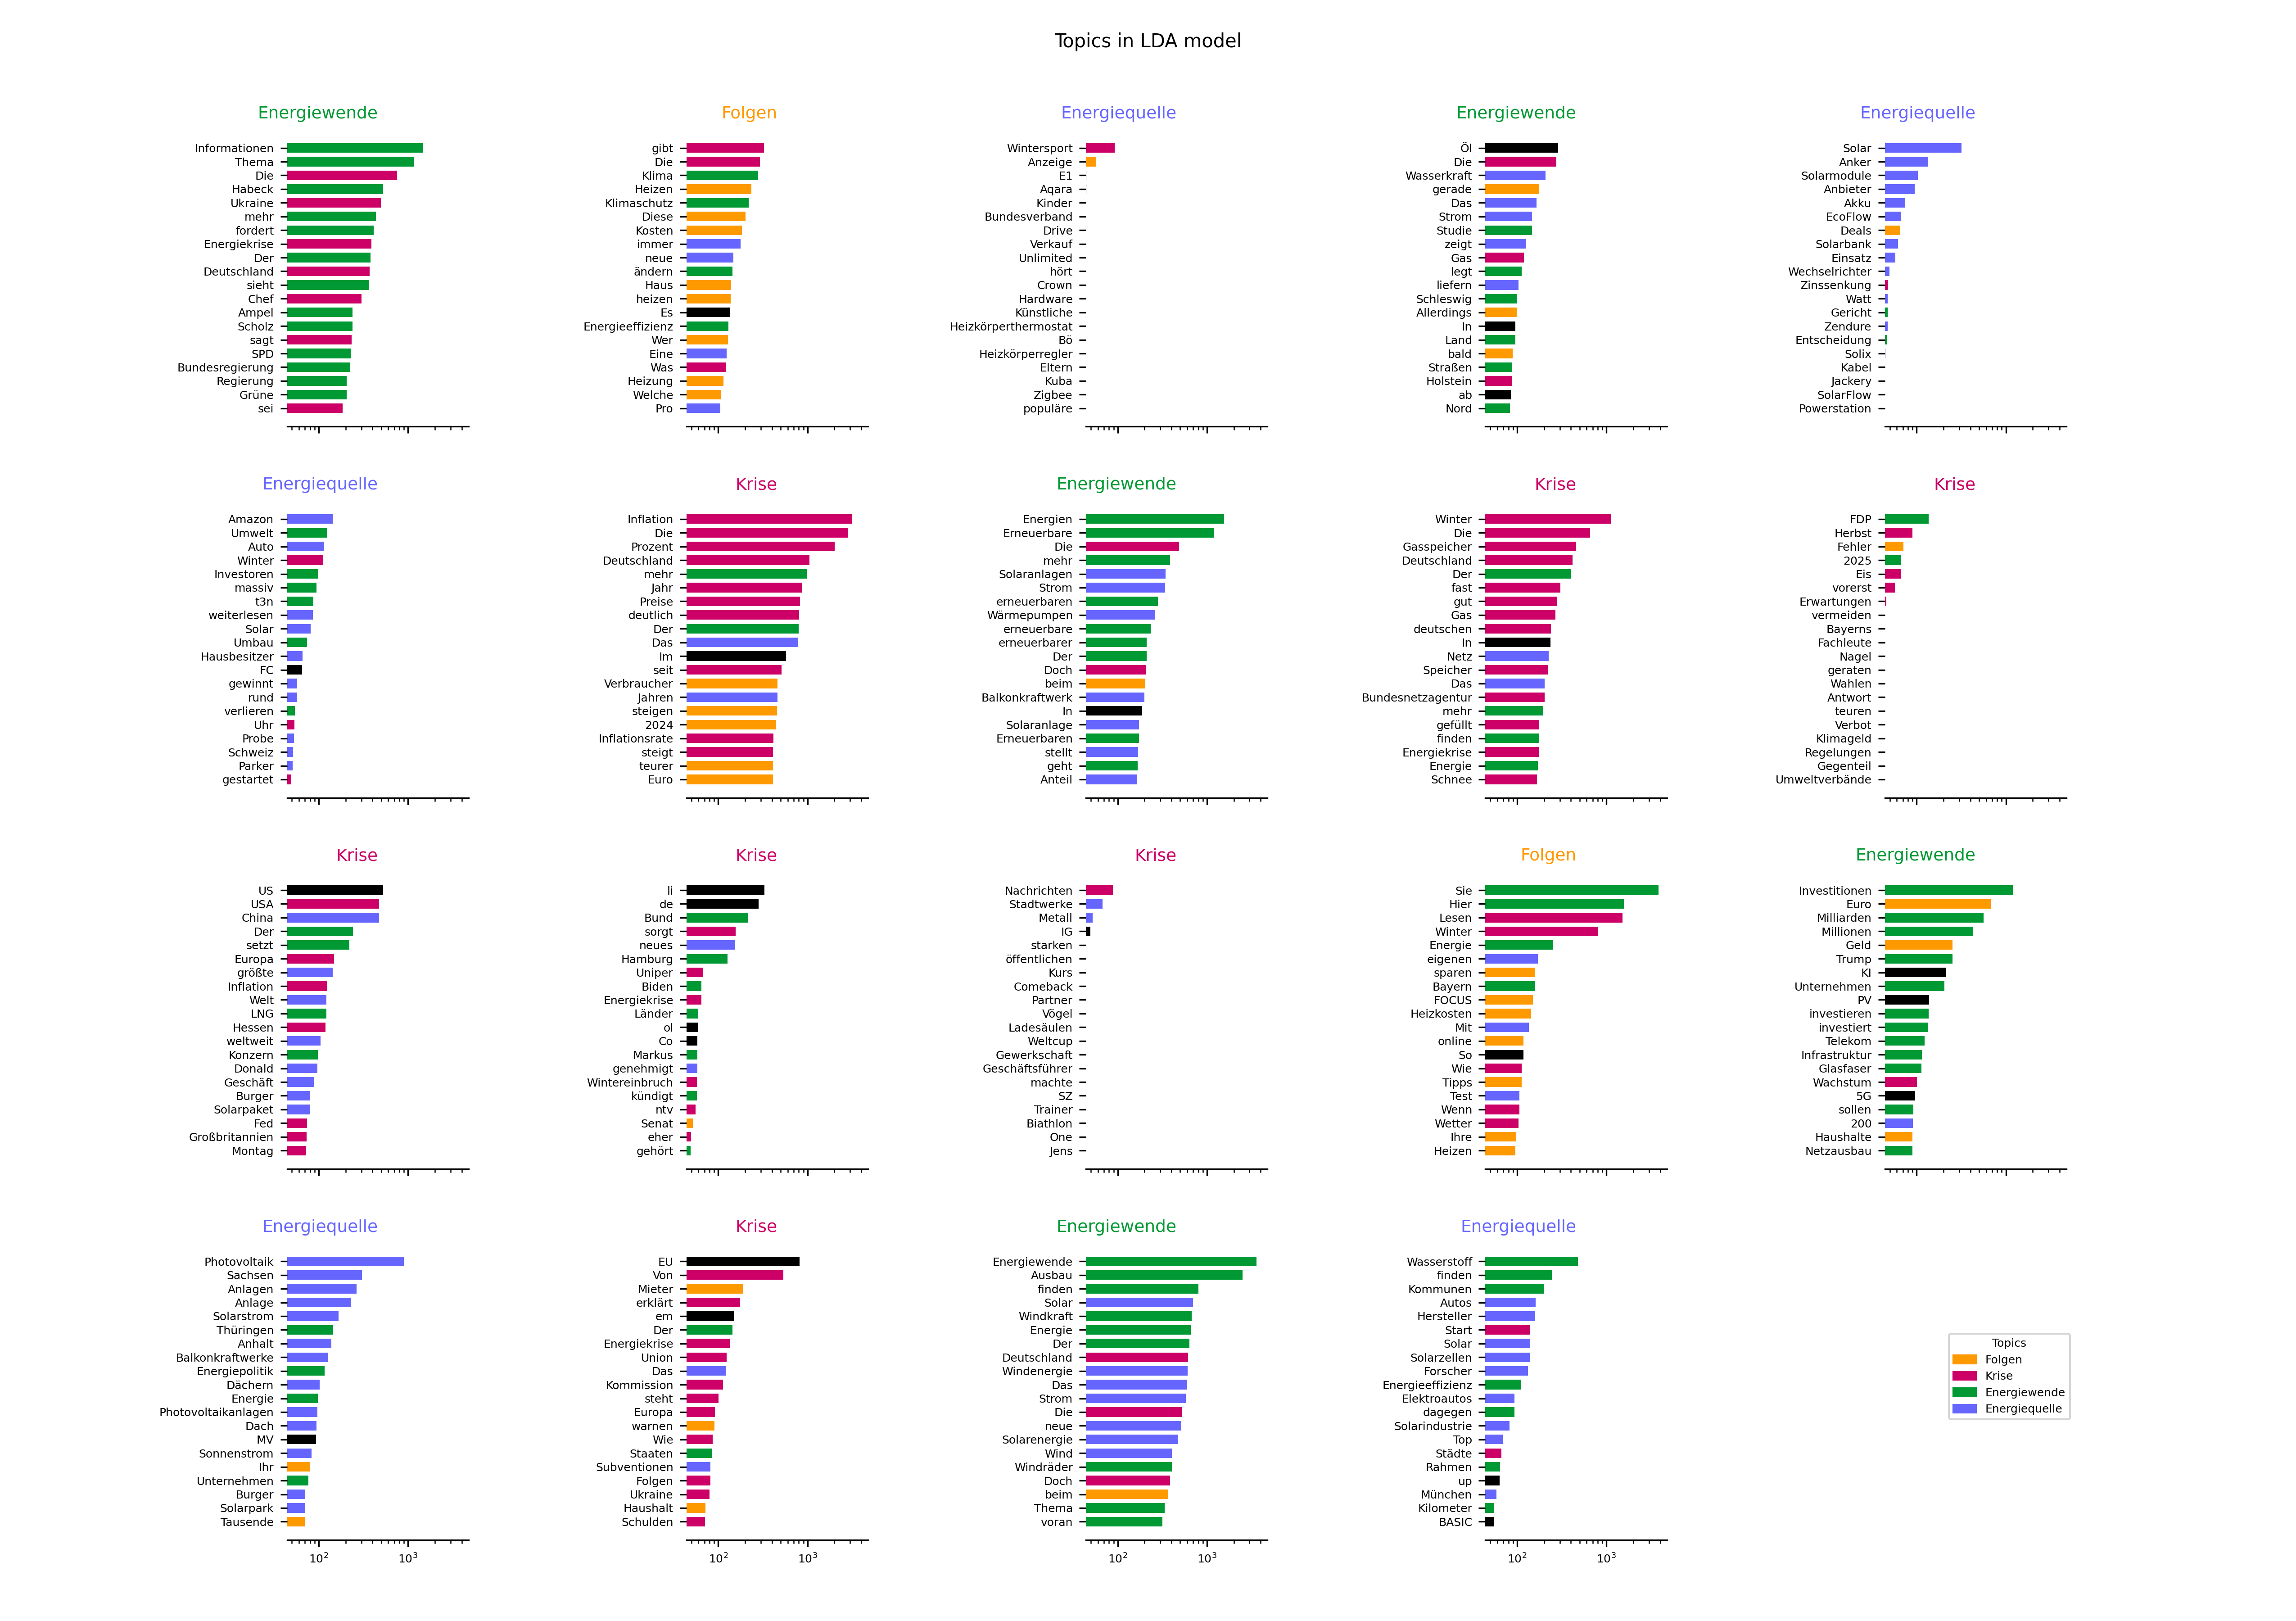 Topics in LDA model
Energiewende
Informationen
Thema
Die
Habeck
Ukraine
mehr
fordert
Energiekrise
Der
Deutschland
sieht
Chef
Ampel
Scholz
sagt
SPD
Bundesregierung
Regierung
Grüne
sei
Folgen
gibt
Die
Klima
Heizen
Klimaschutz
Diese
Kosten
immer
neue
ändern
Haus
heizen
Es
Energieeffizienz
Wer
Eine
Was
Heizung
Welche
Pro
Energiequelle
Wintersport
Anzeige
E1
Aqara
Kinder
Bundesverband
Drive
Verkauf
Unlimited
hört
Crown
Hardware
Künstliche
Heizkörperthermostat
Bö
Heizkörperregler
Eltern
Kuba
Zigbee
populäre
Energiewende
Öl
Die
Wasserkraft
gerade
Das
Strom
Studie
zeigt
Gas
legt
liefern
Schleswig
Allerdings
In
Land
bald
Straßen
Holstein
ab
Nord
Energiequelle
Solar
Anker
Solarmodule
Anbieter
Akku
EcoFlow
Deals
Solarbank
Einsatz
Wechselrichter
Zinssenkung
Watt
Gericht
Zendure
Entscheidung
Solix
Kabel
Jackery
SolarFlow
Powerstation
Energiequelle
Amazon
Umwelt
Auto
Winter
Investoren
massiv
t3n
weiterlesen
Solar
Umbau
Hausbesitzer
FC
gewinnt
rund
verlieren
Uhr
Probe
Schweiz
Parker
gestartet
Krise
Inflation
Die
Prozent
Deutschland
mehr
Jahr
Preise
deutlich
Der
Das
Im
seit
Verbraucher
Jahren
steigen
2024
Inflationsrate
steigt
teurer
Euro
Energiewende
Energien
Erneuerbare
Die
mehr
Solaranlagen
Strom
erneuerbaren
Wärmepumpen
erneuerbare
erneuerbarer
Der
Doch
beim
Balkonkraftwerk
In
Solaranlage
Erneuerbaren
stellt
geht
Anteil
Krise
Winter
Die
Gasspeicher
Deutschland
Der
fast
gut
Gas
deutschen
In
Netz
Speicher
Das
Bundesnetzagentur
mehr
gefüllt
finden
Energiekrise
Energie
Schnee
Krise
FDP
Herbst
Fehler
2025
Eis
vorerst
Erwartungen
vermeiden
Bayerns
Fachleute
Nagel
geraten
Wahlen
Antwort
teuren
Verbot
Klimageld
Regelungen
Gegenteil
Umweltverbände
Krise
US
USA
China
Der
setzt
Europa
größte
Inflation
Welt
LNG
Hessen
weltweit
Konzern
Donald
Geschäft
Burger
Solarpaket
Fed
Großbritannien
Montag
Krise
li
de
Bund
sorgt
neues
Hamburg
Uniper
Biden
Energiekrise
Länder
ol
Co
Markus
genehmigt
Wintereinbruch
kündigt
ntv
Senat
eher
gehört
Krise
Nachrichten
Stadtwerke
Metall
IG
starken
öffentlichen
Kurs
Comeback
Partner
Vögel
Ladesäulen
Weltcup
Gewerkschaft
Geschäftsführer
machte
SZ
Trainer
Biathlon
One
Jens
Folgen
Sie
Hier
Lesen
Winter
Energie
eigenen
sparen
Bayern
FOCUS
Heizkosten
Mit
online
So
Wie
Tipps
Test
Wenn
Wetter
Ihre
Heizen
Energiewende
Investitionen
Euro
Milliarden
Millionen
Geld
Trump
KI
Unternehmen
PV
investieren
investiert
Telekom
Infrastruktur
Glasfaser
Wachstum
5G
sollen
200
Haushalte
Netzausbau
Energiequelle
Photovoltaik
Sachsen
Anlagen
Anlage
Solarstrom
Thüringen
Anhalt
Balkonkraftwerke
Energiepolitik
Dächern
Energie
Photovoltaikanlagen
Dach
MV
Sonnenstrom
Ihr
Unternehmen
Burger
Solarpark
Tausende
10² 10³
Krise
EU
Von
Mieter
erklärt
em
Der
Energiekrise
Union
Das
Kommission
steht
Europa
warnen
Wie
Staaten
Subventionen
Folgen
Ukraine
Haushalt
Schulden
10² 10³
Energiewende
Energiewende
Ausbau
finden
Solar
Windkraft
Energie
Der
Deutschland
Windenergie
Das
Strom
Die
neue
Solarenergie
Wind
Windräder
Doch
beim
Thema
voran
10² 10³
Energiequelle
Wasserstoff
finden
Kommunen
Autos
Hersteller
Start
Solar
Solarzellen
Forscher
Energieeffizienz
Elektroautos
dagegen
Solarindustrie
Top
Städte
Rahmen
up
München
Kilometer
BASIC
10² 10³
Topics
Folgen
Krise
Energiewende
Energiequelle